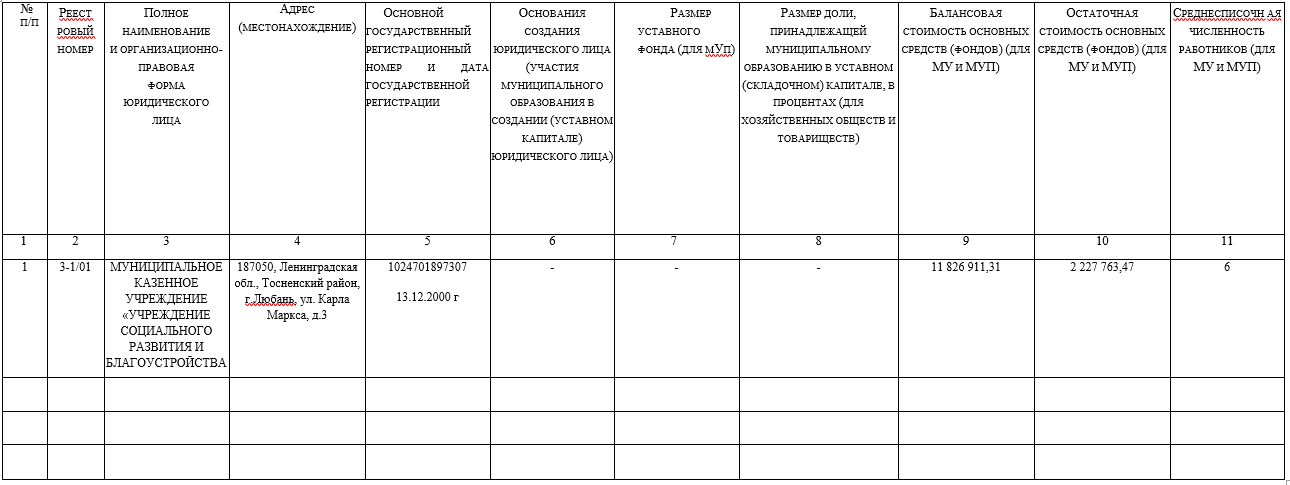 №
п/п
Реест
ровый
номер
Полное
наименование
и организационно-
правовая
форма
юридического
лица
Адрес
(местонахождение)
Основной
государственный
регистрационный
номер и дата
государственной
регистрации
Основания
создания
юридического лица
(участия
муниципального
образования в
создании (уставном
капитале)
юридического лица)
Размер
уставного
фонда (для мУп)
Размер доли,
принадлежащей
муниципальному
образованию в уставном
(складочном) капитале, в
процентах (для
хозяйственных обществ и
товариществ)
Балансовая
стоимость основных
средств (фондов) (для
МУ и МУП)
Остаточная
стоимость основных
средств (фондов) (для
МУ и МУП)
Среднесписочн ая
численность
работников (для
МУ и МУП)
1
2
3
4
5
6
7
8
9
10
11
1
3-1/01
МУНИЦИПАЛЬНОЕ
КАЗЕННОЕ
УЧРЕЖДЕНИЕ
«УЧРЕЖДЕНИЕ
СОЦИАЛЬНОГО
РАЗВИТИЯ И
БЛАГОУСТРОЙСТВА
187050, Ленинградская
обл., Тосненский район,
г.Любань, ул. Карла
Маркса, д.3
1024701897307
13.12.2000 г
-
-
-
11 826 911,31
2 227 763,47
6